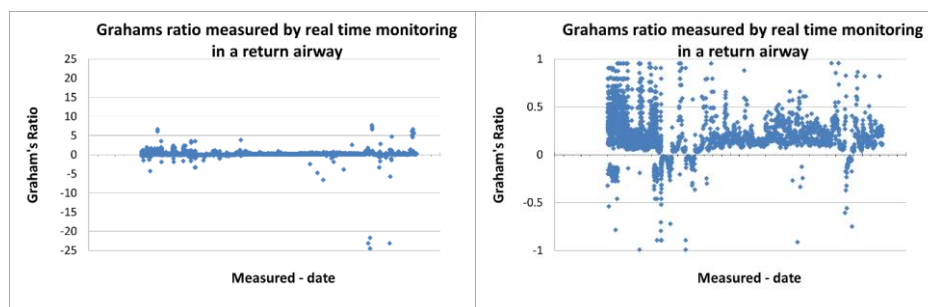 Grahams ratio measured by real time monitoring
in a return airway
25
20
15
10
5
0
-5
-10
-15
-20
-25
Graham's Ratio
Measured - date
Grahams ratio measured by real time monitoring
in a return airway
1
0.5
0
-0.5
-1
Graham's Ratio
Measured - date